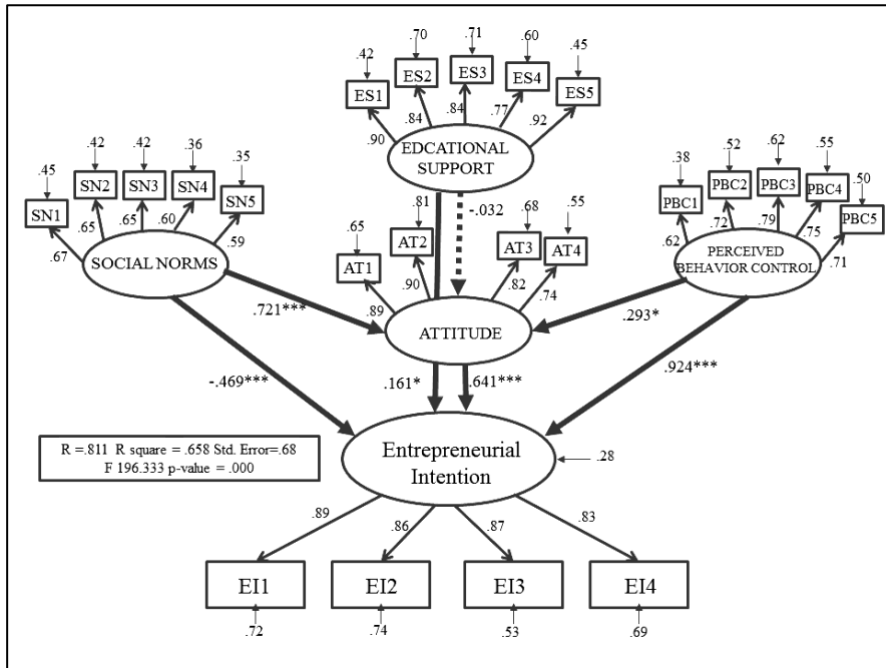 .42
.70
.71
.60
.45
ES1
ES2
ES3
ES4
ES5
.90
.84
.84
.77
.92
EDCATIONAL
SUPPORT
.45
.42
.42
.36
.35
SN1
SN2
SN3
SN4
SN5
.67
.65
.65
.60
.59
SOCIAL NORMS
.38
.52
.62
.55
.50
PBC1
PBC2
PBC3
PBC4
PBC5
.62
.72
.79
.75
.71
PERCEIVED
BEHAVIOR CONTROL
-.032
.65
.81
.68
.55
AT1
AT2
AT3
AT4
.89
.90
.82
.74
ATTITUDE
.721***
.293*
-.469***
.161*
.641***
.924***
R =.811 R square = .658 Std. Error=.68
F 196.333 p-value = .000
Entrepreneurial
Intention
.28
.89
.86
.87
.83
EI1
EI2
EI3
EI4
.72
.74
.53
.69